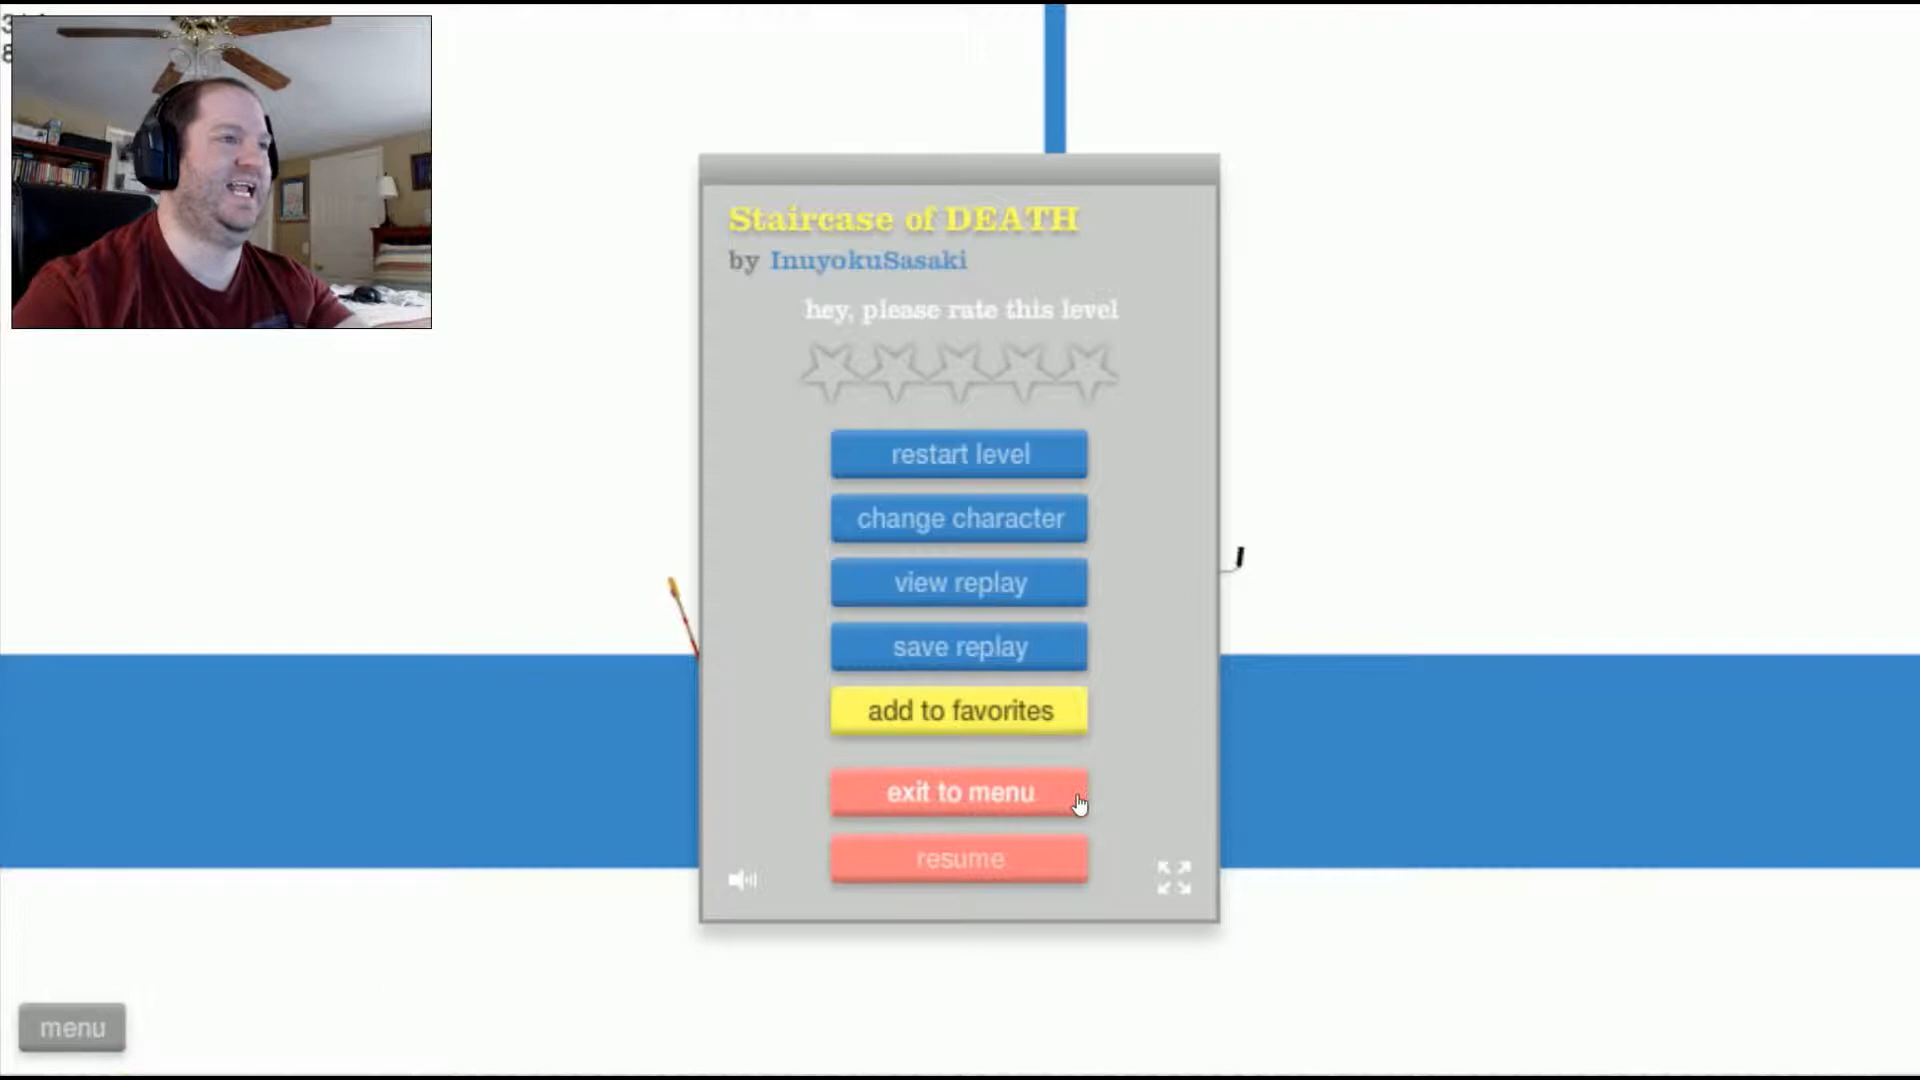 Staircase of DEATH
by InuyokuSasaki
hey, please rate this level
restart level
change character
view replay
save replay
add to favorites
exit to menu
resume
menu